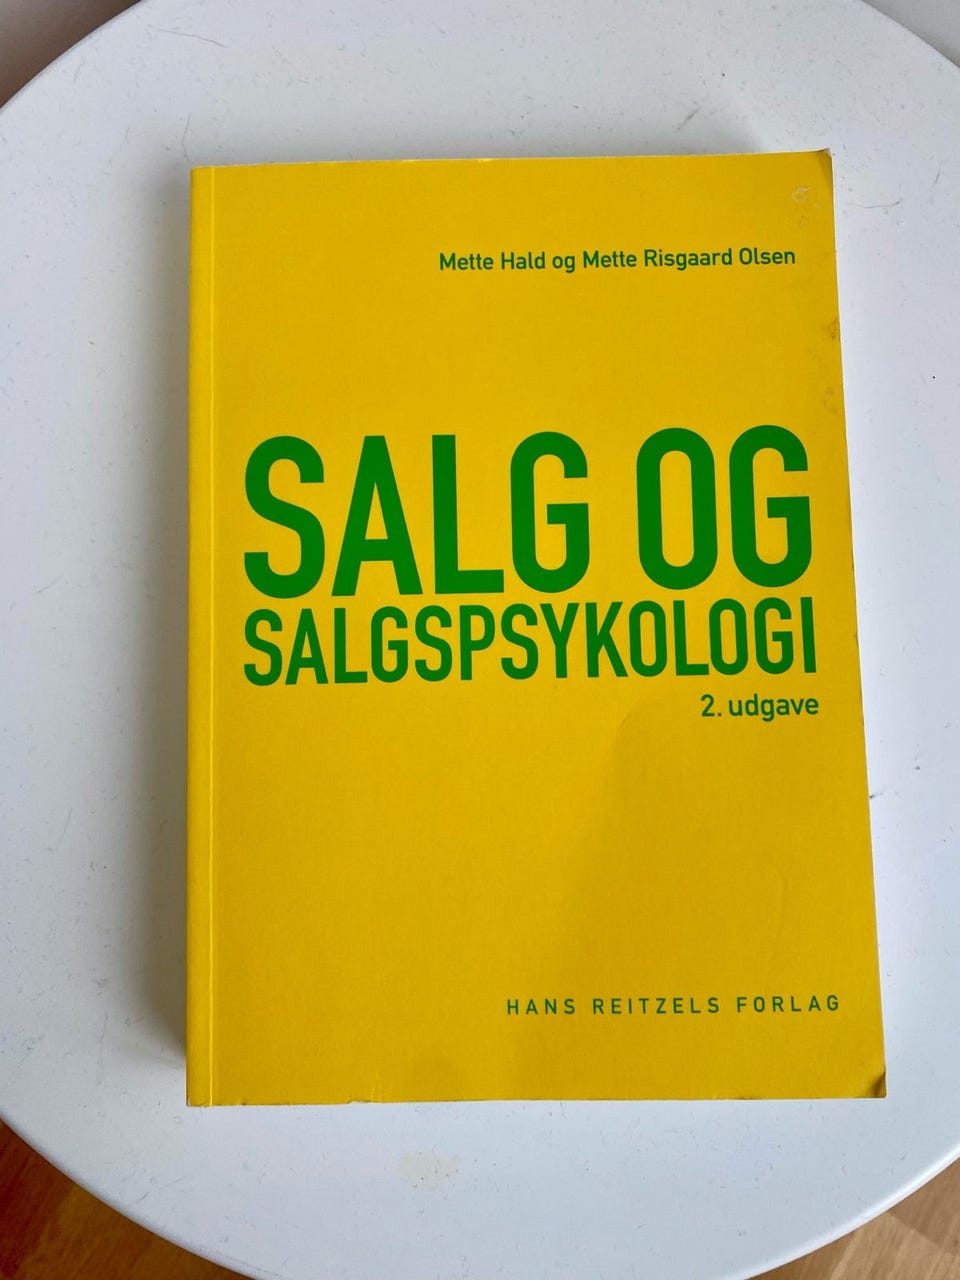 Mette Hald og Mette Risgaard Olsen
SALG OG
SALGSPSYKOLOGI
2. udgave
HANS REITZELS FORLAG